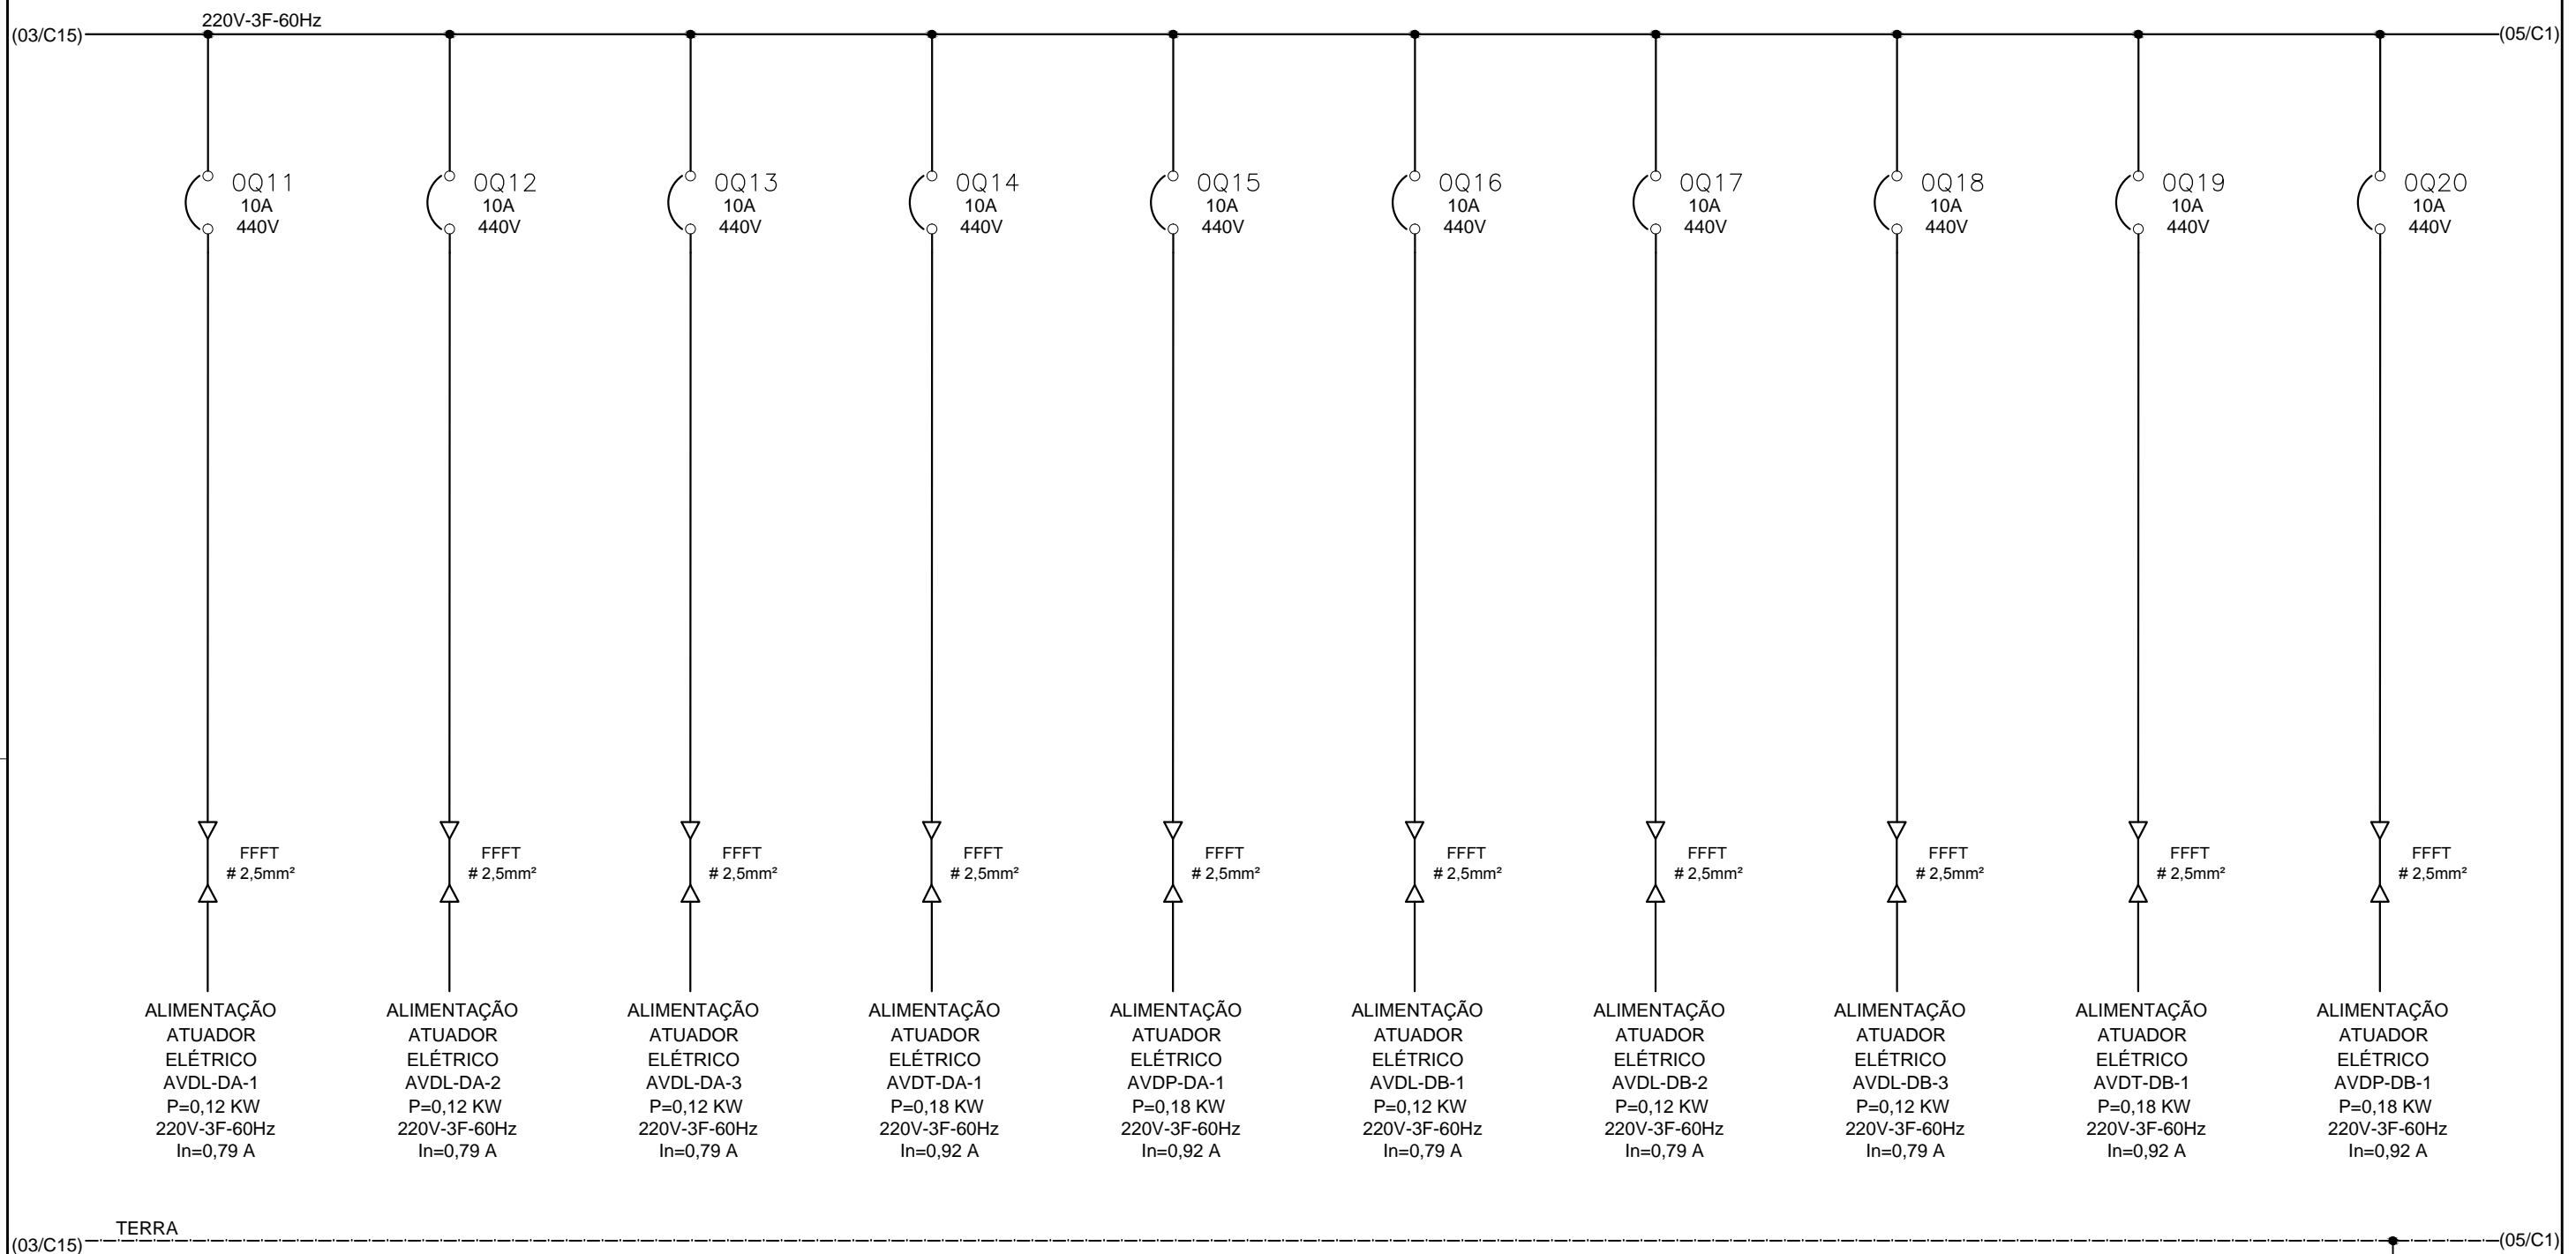 220V-3F-60Hz
(03/C15)
(05/C1)
0Q11
10A
440V
0Q12
10A
440V
0Q13
10A
440V
0Q14
10A
440V
0Q15
10A
440V
0Q16
10A
440V
0Q17
10A
440V
0Q18
10A
440V
0Q19
10A
440V
0Q20
10A
440V
FFFT
# 2,5mm²
FFFT
# 2,5mm²
FFFT
# 2,5mm²
FFFT
# 2,5mm²
FFFT
# 2,5mm²
FFFT
# 2,5mm²
FFFT
# 2,5mm²
FFFT
# 2,5mm²
FFFT
# 2,5mm²
FFFT
# 2,5mm²
ALIMENTAÇÃO
ATUADOR
ELÉTRICO
AVDL-DA-1
P=0,12 KW
220V-3F-60Hz
In=0,79 A
ALIMENTAÇÃO
ATUADOR
ELÉTRICO
AVDL-DA-2
P=0,12 KW
220V-3F-60Hz
In=0,79 A
ALIMENTAÇÃO
ATUADOR
ELÉTRICO
AVDL-DA-3
P=0,12 KW
220V-3F-60Hz
In=0,79 A
ALIMENTAÇÃO
ATUADOR
ELÉTRICO
AVDT-DA-1
P=0,18 KW
220V-3F-60Hz
In=0,92 A
ALIMENTAÇÃO
ATUADOR
ELÉTRICO
AVDP-DA-1
P=0,18 KW
220V-3F-60Hz
In=0,92 A
ALIMENTAÇÃO
ATUADOR
ELÉTRICO
AVDL-DB-1
P=0,12 KW
220V-3F-60Hz
In=0,79 A
ALIMENTAÇÃO
ATUADOR
ELÉTRICO
AVDL-DB-2
P=0,12 KW
220V-3F-60Hz
In=0,79 A
ALIMENTAÇÃO
ATUADOR
ELÉTRICO
AVDL-DB-3
P=0,12 KW
220V-3F-60Hz
In=0,79 A
ALIMENTAÇÃO
ATUADOR
ELÉTRICO
AVDT-DB-1
P=0,18 KW
220V-3F-60Hz
In=0,92 A
ALIMENTAÇÃO
ATUADOR
ELÉTRICO
AVDP-DB-1
P=0,18 KW
220V-3F-60Hz
In=0,92 A
TERRA
(03/C15)
(05/C1)